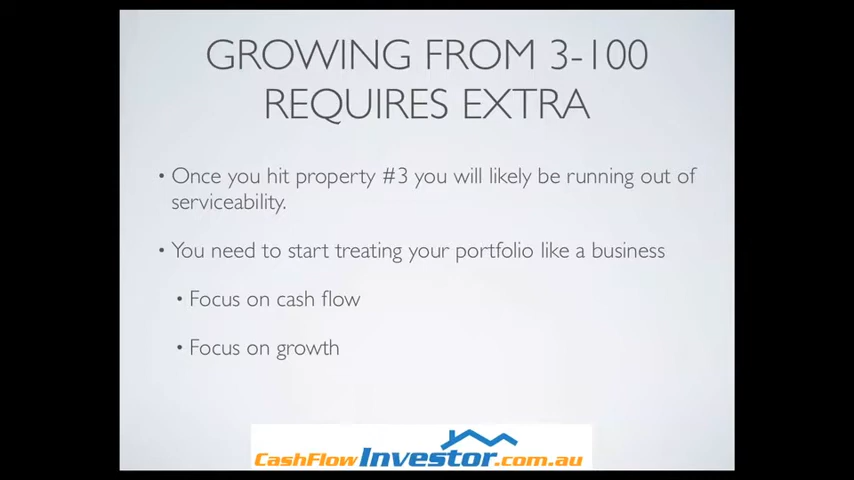 GROWING FROM 3-100
REQUIRES EXTRA
• Once you hit property #3 you will likely be running out of
serviceability.
• You need to start treating your portfolio like a business
• Focus on cash flow
• Focus on growth
CashFlowInvestor.com.au